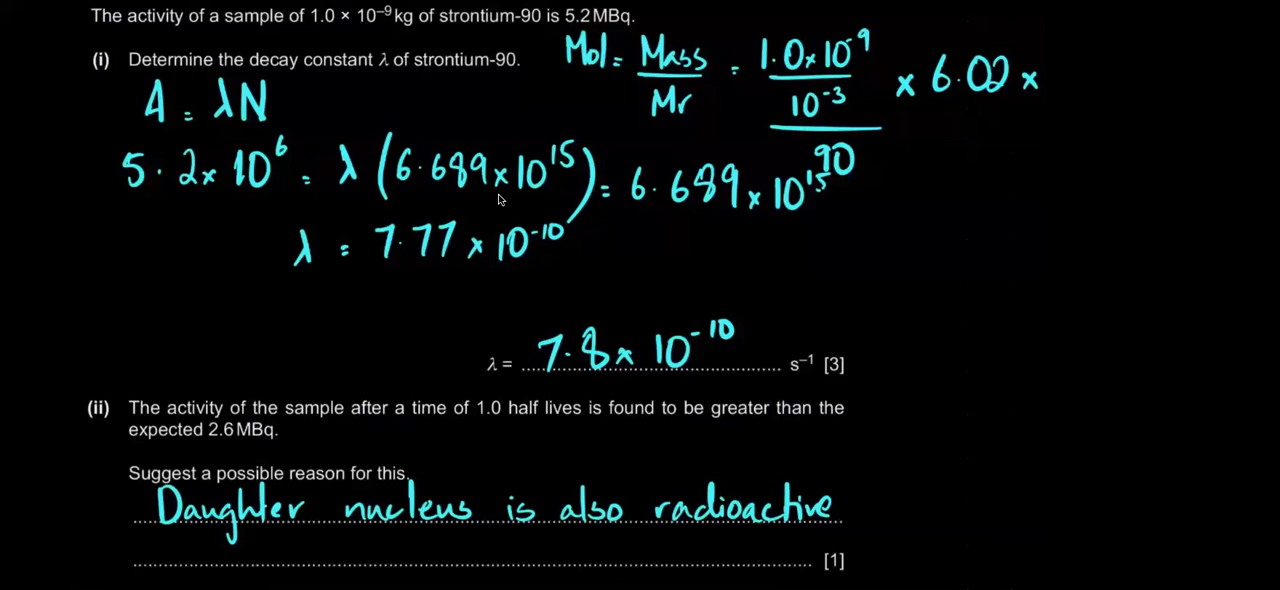 The activity of a sample of 1.0 × 10⁻⁹ kg of strontium-90 is 5.2 MBq.
(i) Determine the decay constant λ of strontium-90.
Mol = Mass / Mr = 1.0 × 10⁻⁹ / 10⁻³ / 90 × 6.02 ×
A = λN
5.2 × 10⁶ = λ (6.689 × 10¹⁵) = 6.689 × 10¹⁵
λ = 7.77 × 10⁻¹⁰
λ = 7.8 × 10⁻¹⁰ s⁻¹ [3]
(ii) The activity of the sample after a time of 1.0 half lives is found to be greater than the
expected 2.6 MBq.
Suggest a possible reason for this.
Daughter nucleus is also radioactive
[1]